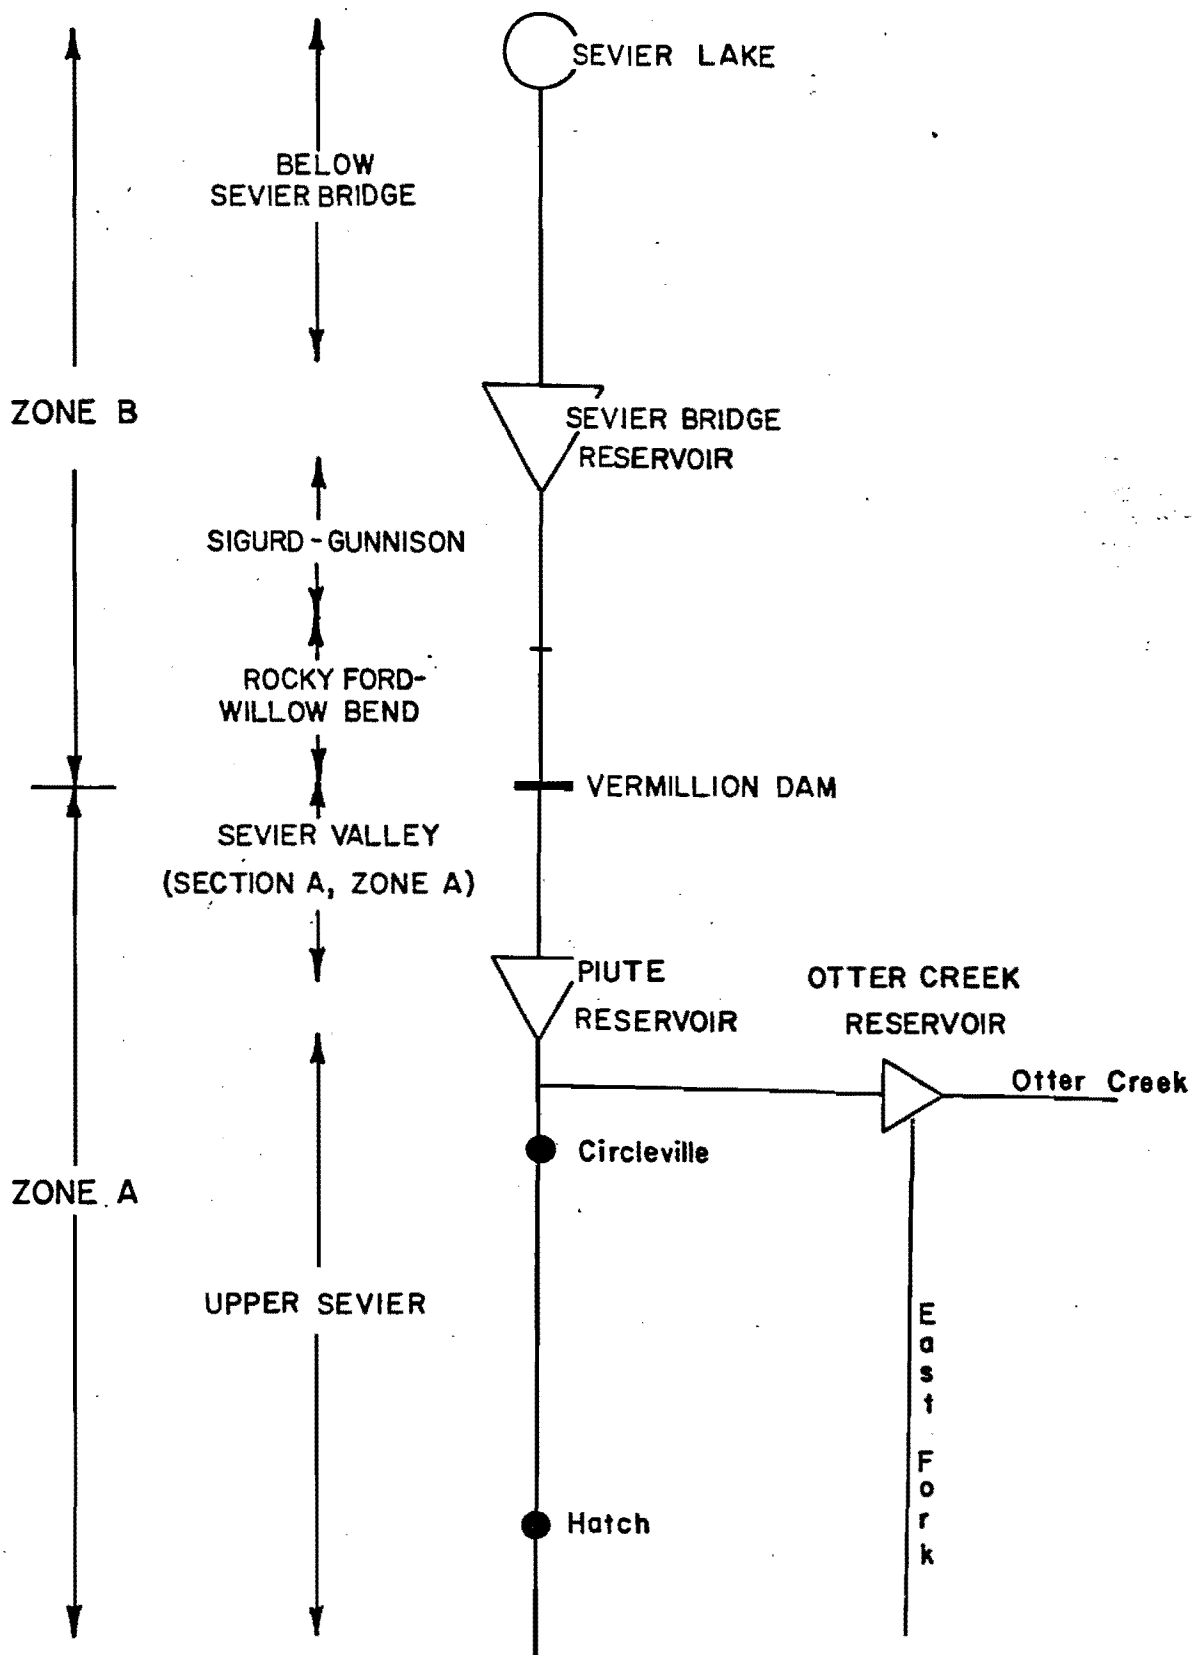 SEVIER LAKE
BELOW
SEVIER BRIDGE
ZONE B
SEVIER BRIDGE
RESERVOIR
SIGURD-GUNNISON
ROCKY FORD-
WILLOW BEND
VERMILLION DAM
SEVIER VALLEY
(SECTION A, ZONE A)
PIUTE
RESERVOIR
OTTER CREEK
RESERVOIR
Otter Creek
Circleville
ZONE A
UPPER SEVIER
East Fork
Hatch